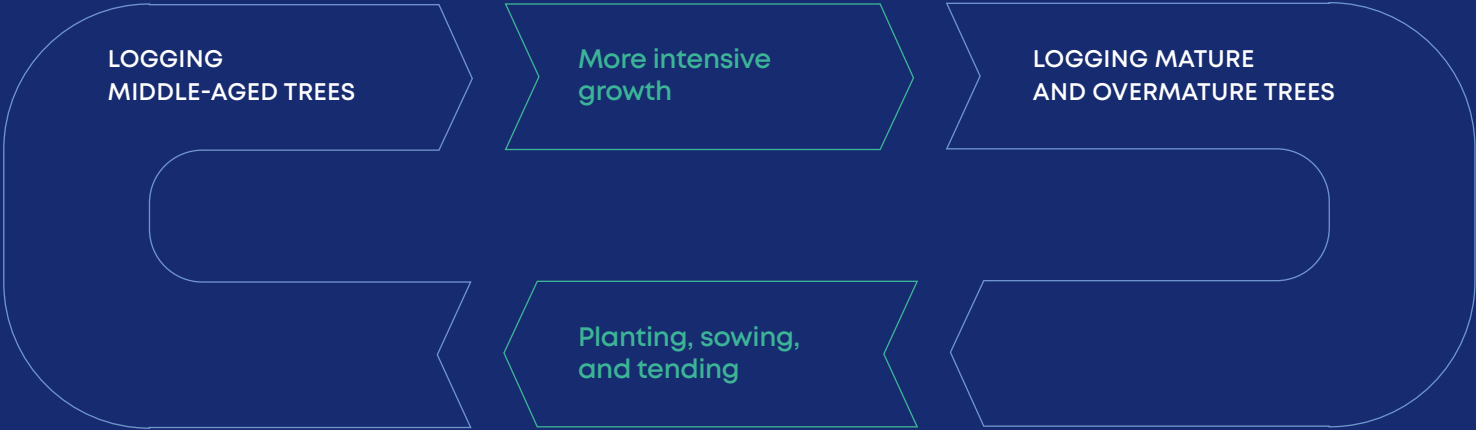 LOGGING
MIDDLE-AGED TREES
More intensive
growth
LOGGING MATURE
AND OVERMATURE TREES
Planting, sowing,
and tending